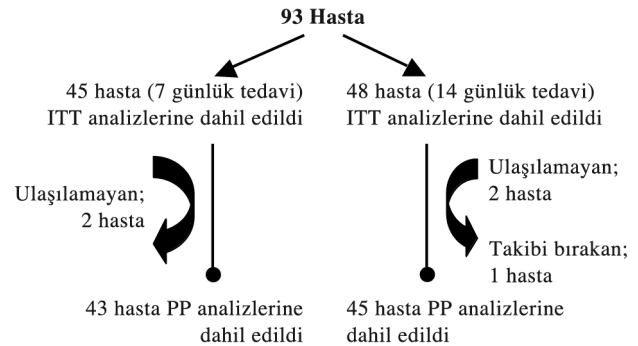 93 Hasta
45 hasta (7 günlük tedavi)
ITT analizlerine dahil edildi
48 hasta (14 günlük tedavi)
ITT analizlerine dahil edildi
Ulaşılamayan;
2 hasta
Ulaşılamayan;
2 hasta
Takibi bırakan;
1 hasta
43 hasta PP analizlerine
dahil edildi
45 hasta PP analizlerine
dahil edildi